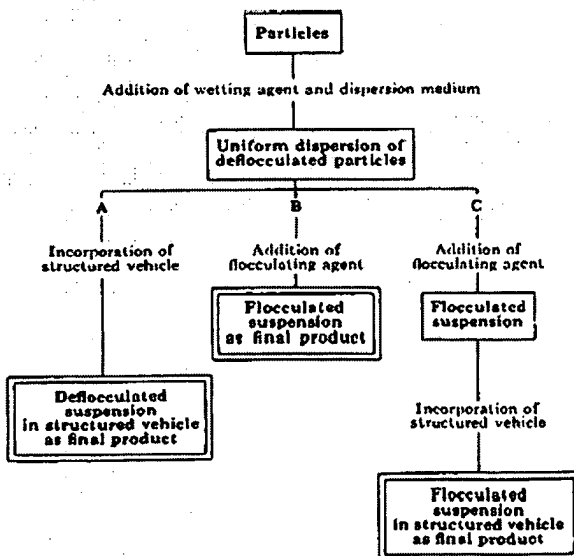 Particles
Addition of wetting agent and dispersion medium
Uniform dispersion of
deflocculated particles
A
B
C
Incorporation of
structured vehicle
Addition of
flocculating agent
Addition of
flocculating agent
Flocculated
suspension
as final product
Flocculated
suspension
Deflocculated
suspension
in structured vehicle
as final product
Incorporation of
structured vehicle
Flocculated
suspension
in structured vehicle
as final product